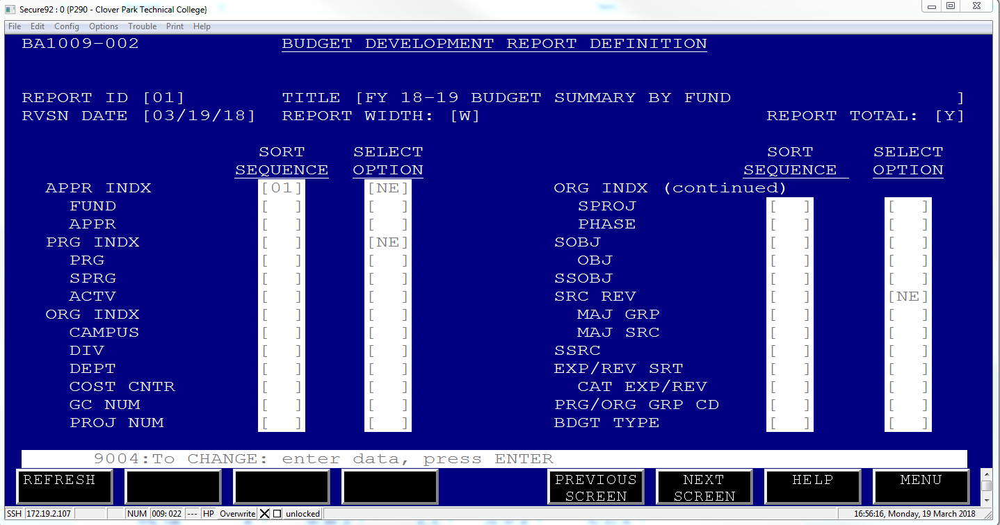 Secure92 : 0 {P290 - Clover Park Technical College}
File Edit Config Options Trouble Print Help
BA1009-002 BUDGET DEVELOPMENT REPORT DEFINITION
REPORT ID [01] TITLE [FY 18-19 BUDGET SUMMARY BY FUND ]
RVSN DATE [03/19/18] REPORT WIDTH: [W] REPORT TOTAL: [Y]
SORT SELECT SORT SELECT
SEQUENCE OPTION SEQUENCE OPTION
APPR INDX [01] [NE] ORG INDX (continued)
FUND [ ] [ ] SPROJ [ ] [ ]
APPR [ ] [ ] PHASE [ ] [ ]
PRG INDX [ ] [NE] SOBJ [ ] [ ]
PRG [ ] [ ] OBJ [ ] [ ]
SPRG [ ] [ ] SSOBJ [ ] [ ]
ACTV [ ] [ ] SRC REV [ ] [NE]
ORG INDX [ ] [ ] MAJ GRP [ ] [ ]
CAMPUS [ ] [ ] MAJ SRC [ ] [ ]
DIV [ ] [ ] SSRC [ ] [ ]
DEPT [ ] [ ] EXP/REV SRT [ ] [ ]
COST CNTR [ ] [ ] CAT EXP/REV [ ] [ ]
GC NUM [ ] [ ] PRG/ORG GRP CD [ ] [ ]
PROJ NUM [ ] [ ] BDGT TYPE [ ] [ ]
9004:To CHANGE: enter data, press ENTER
REFRESH PREVIOUS SCREEN NEXT SCREEN HELP MENU
SSH 172.19.2.107 NUM 009: 022 --- HP Overwrite unlocked 16:56:16, Monday, 19 March 2018